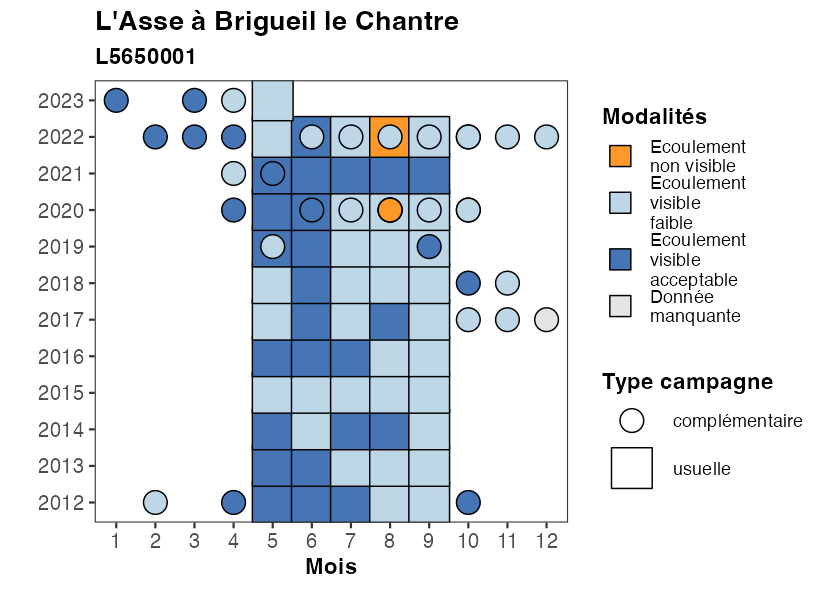 L'Asse à Brigueil le Chantre
L5650001
2023
2022
2021
2020
2019
2018
2017
2016
2015
2014
2013
2012
1 2 3 4 5 6 7 8 9 10 11 12
Mois
Modalités
Ecoulement
non visible
Ecoulement
visible
faible
Ecoulement
visible
acceptable
Donnée
manquante
Type campagne
complémentaire
usuelle